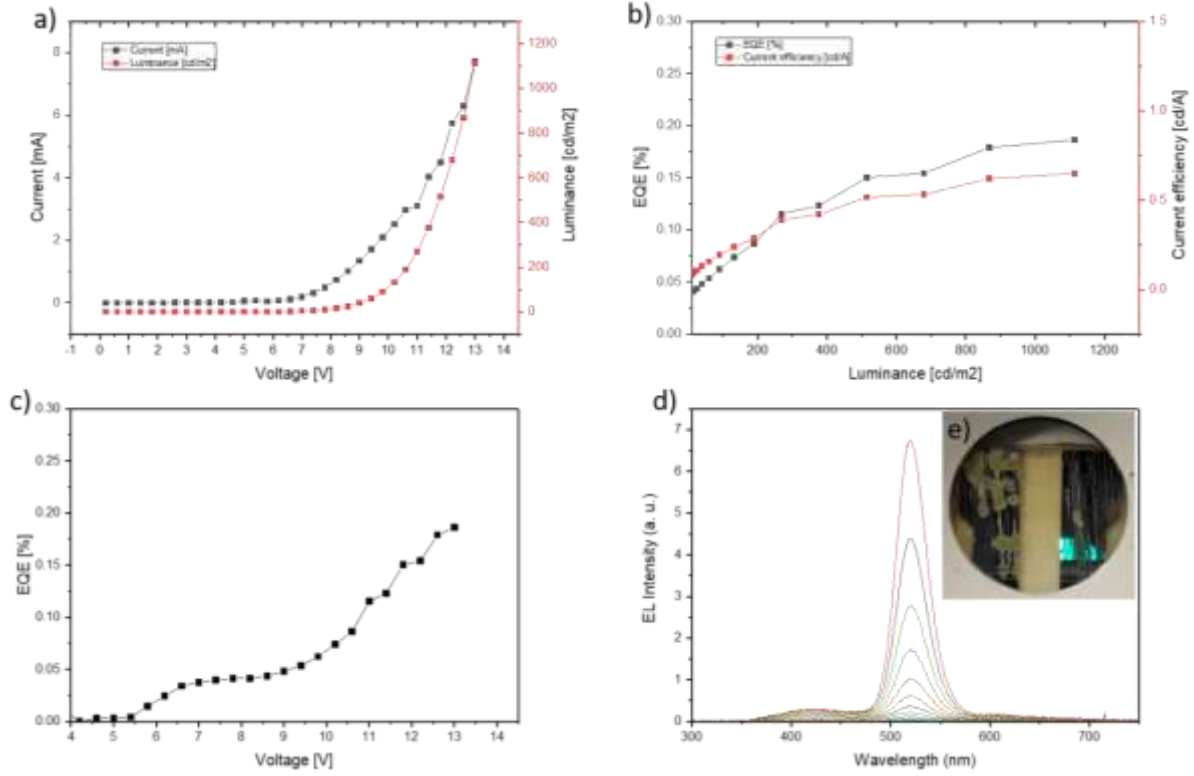 a)
Current [mA]
Luminance [cd/m2]
8
6
4
2
0
Current [mA]
1200
1000
800
600
400
200
0
Luminance [cd/m2]
-1 0 1 2 3 4 5 6 7 8 9 10 11 12 13 14
Voltage [V]
b)
EQE [%]
Current efficiency [cd/A]
0.30
0.25
0.20
0.15
0.10
0.05
0.00
EQE [%]
1.5
1.0
0.5
0.0
Current efficiency [cd/A]
200 400 600 800 1000 1200
Luminance [cd/m2]
c)
0.30
0.25
0.20
0.15
0.10
0.05
0.00
EQE [%]
4 5 6 7 8 9 10 11 12 13 14
Voltage [V]
d)
7
6
5
4
3
2
1
0
EL Intensity (a. u.)
300 400 500 600 700
Wavelength (nm)
e)